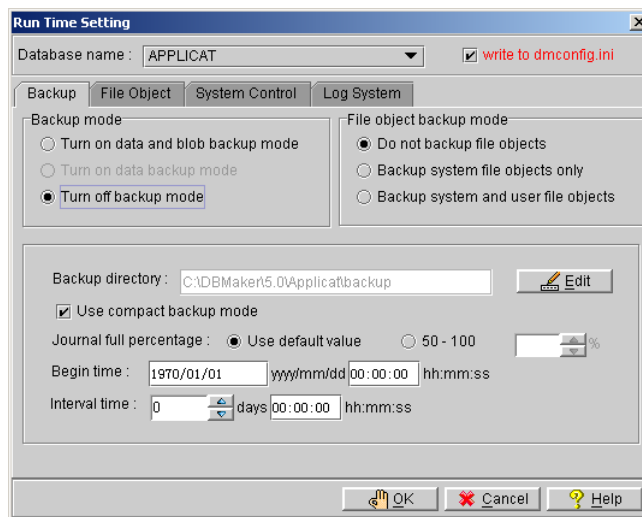 Run Time Setting
Database name : APPLICAT write to dmconfig.ini
Backup File Object System Control Log System
Backup mode
Turn on data and blob backup mode
Turn on data backup mode
Turn off backup mode
File object backup mode
Do not backup file objects
Backup system file objects only
Backup system and user file objects
Backup directory : C:\DBMaker\5.0\Applicat\backup Edit
Use compact backup mode
Journal full percentage : Use default value 50 - 100 %
Begin time : 1970/01/01 yyyy/mm/dd 00:00:00 hh:mm:ss
Interval time : 0 days 00:00:00 hh:mm:ss
OK Cancel Help